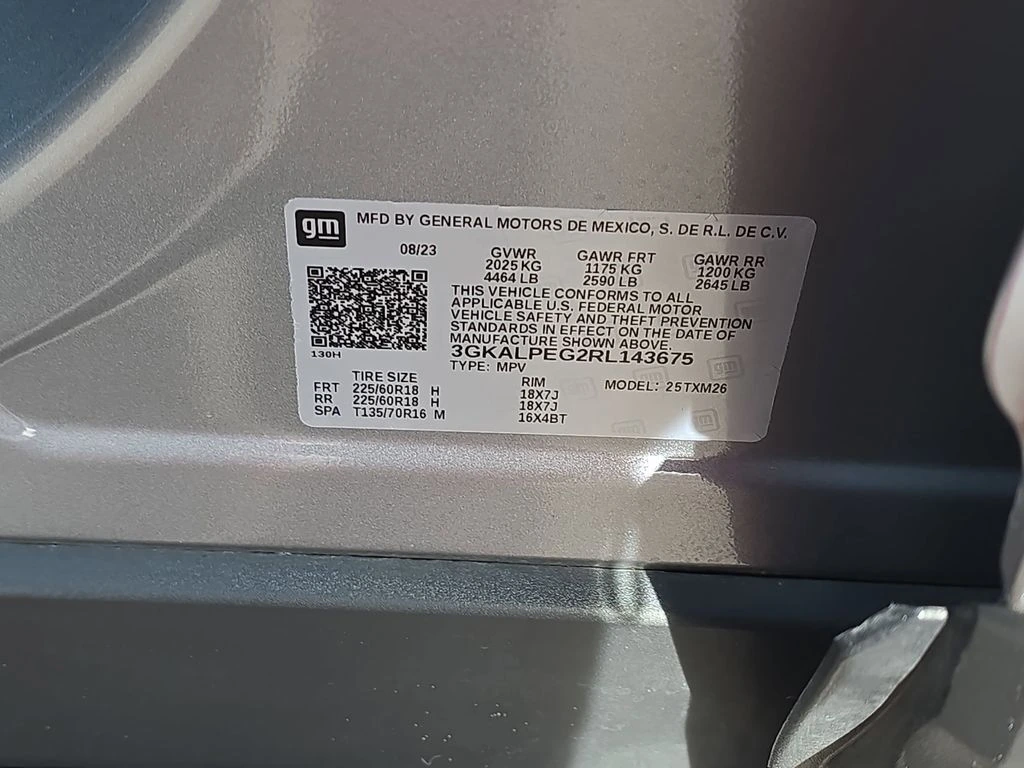 gm MFD BY GENERAL MOTORS DE MEXICO, S. DE R.L. DE C.V.
08/23 GVWR GAWR FRT GAWR RR
2025 KG 1175 KG 1200 KG
4464 LB 2590 LB 2645 LB
THIS VEHICLE CONFORMS TO ALL
APPLICABLE U.S. FEDERAL MOTOR
VEHICLE SAFETY AND THEFT PREVENTION
STANDARDS IN EFFECT ON THE DATE OF
MANUFACTURE SHOWN ABOVE.
130H
3GKALPEG2RL143675
TYPE: MPV
TIRE SIZE RIM MODEL: 25TXM26
FRT 225/60R18 H 18X7J
RR 225/60R18 H 18X7J
SPA T135/70R16 M 16X4BT